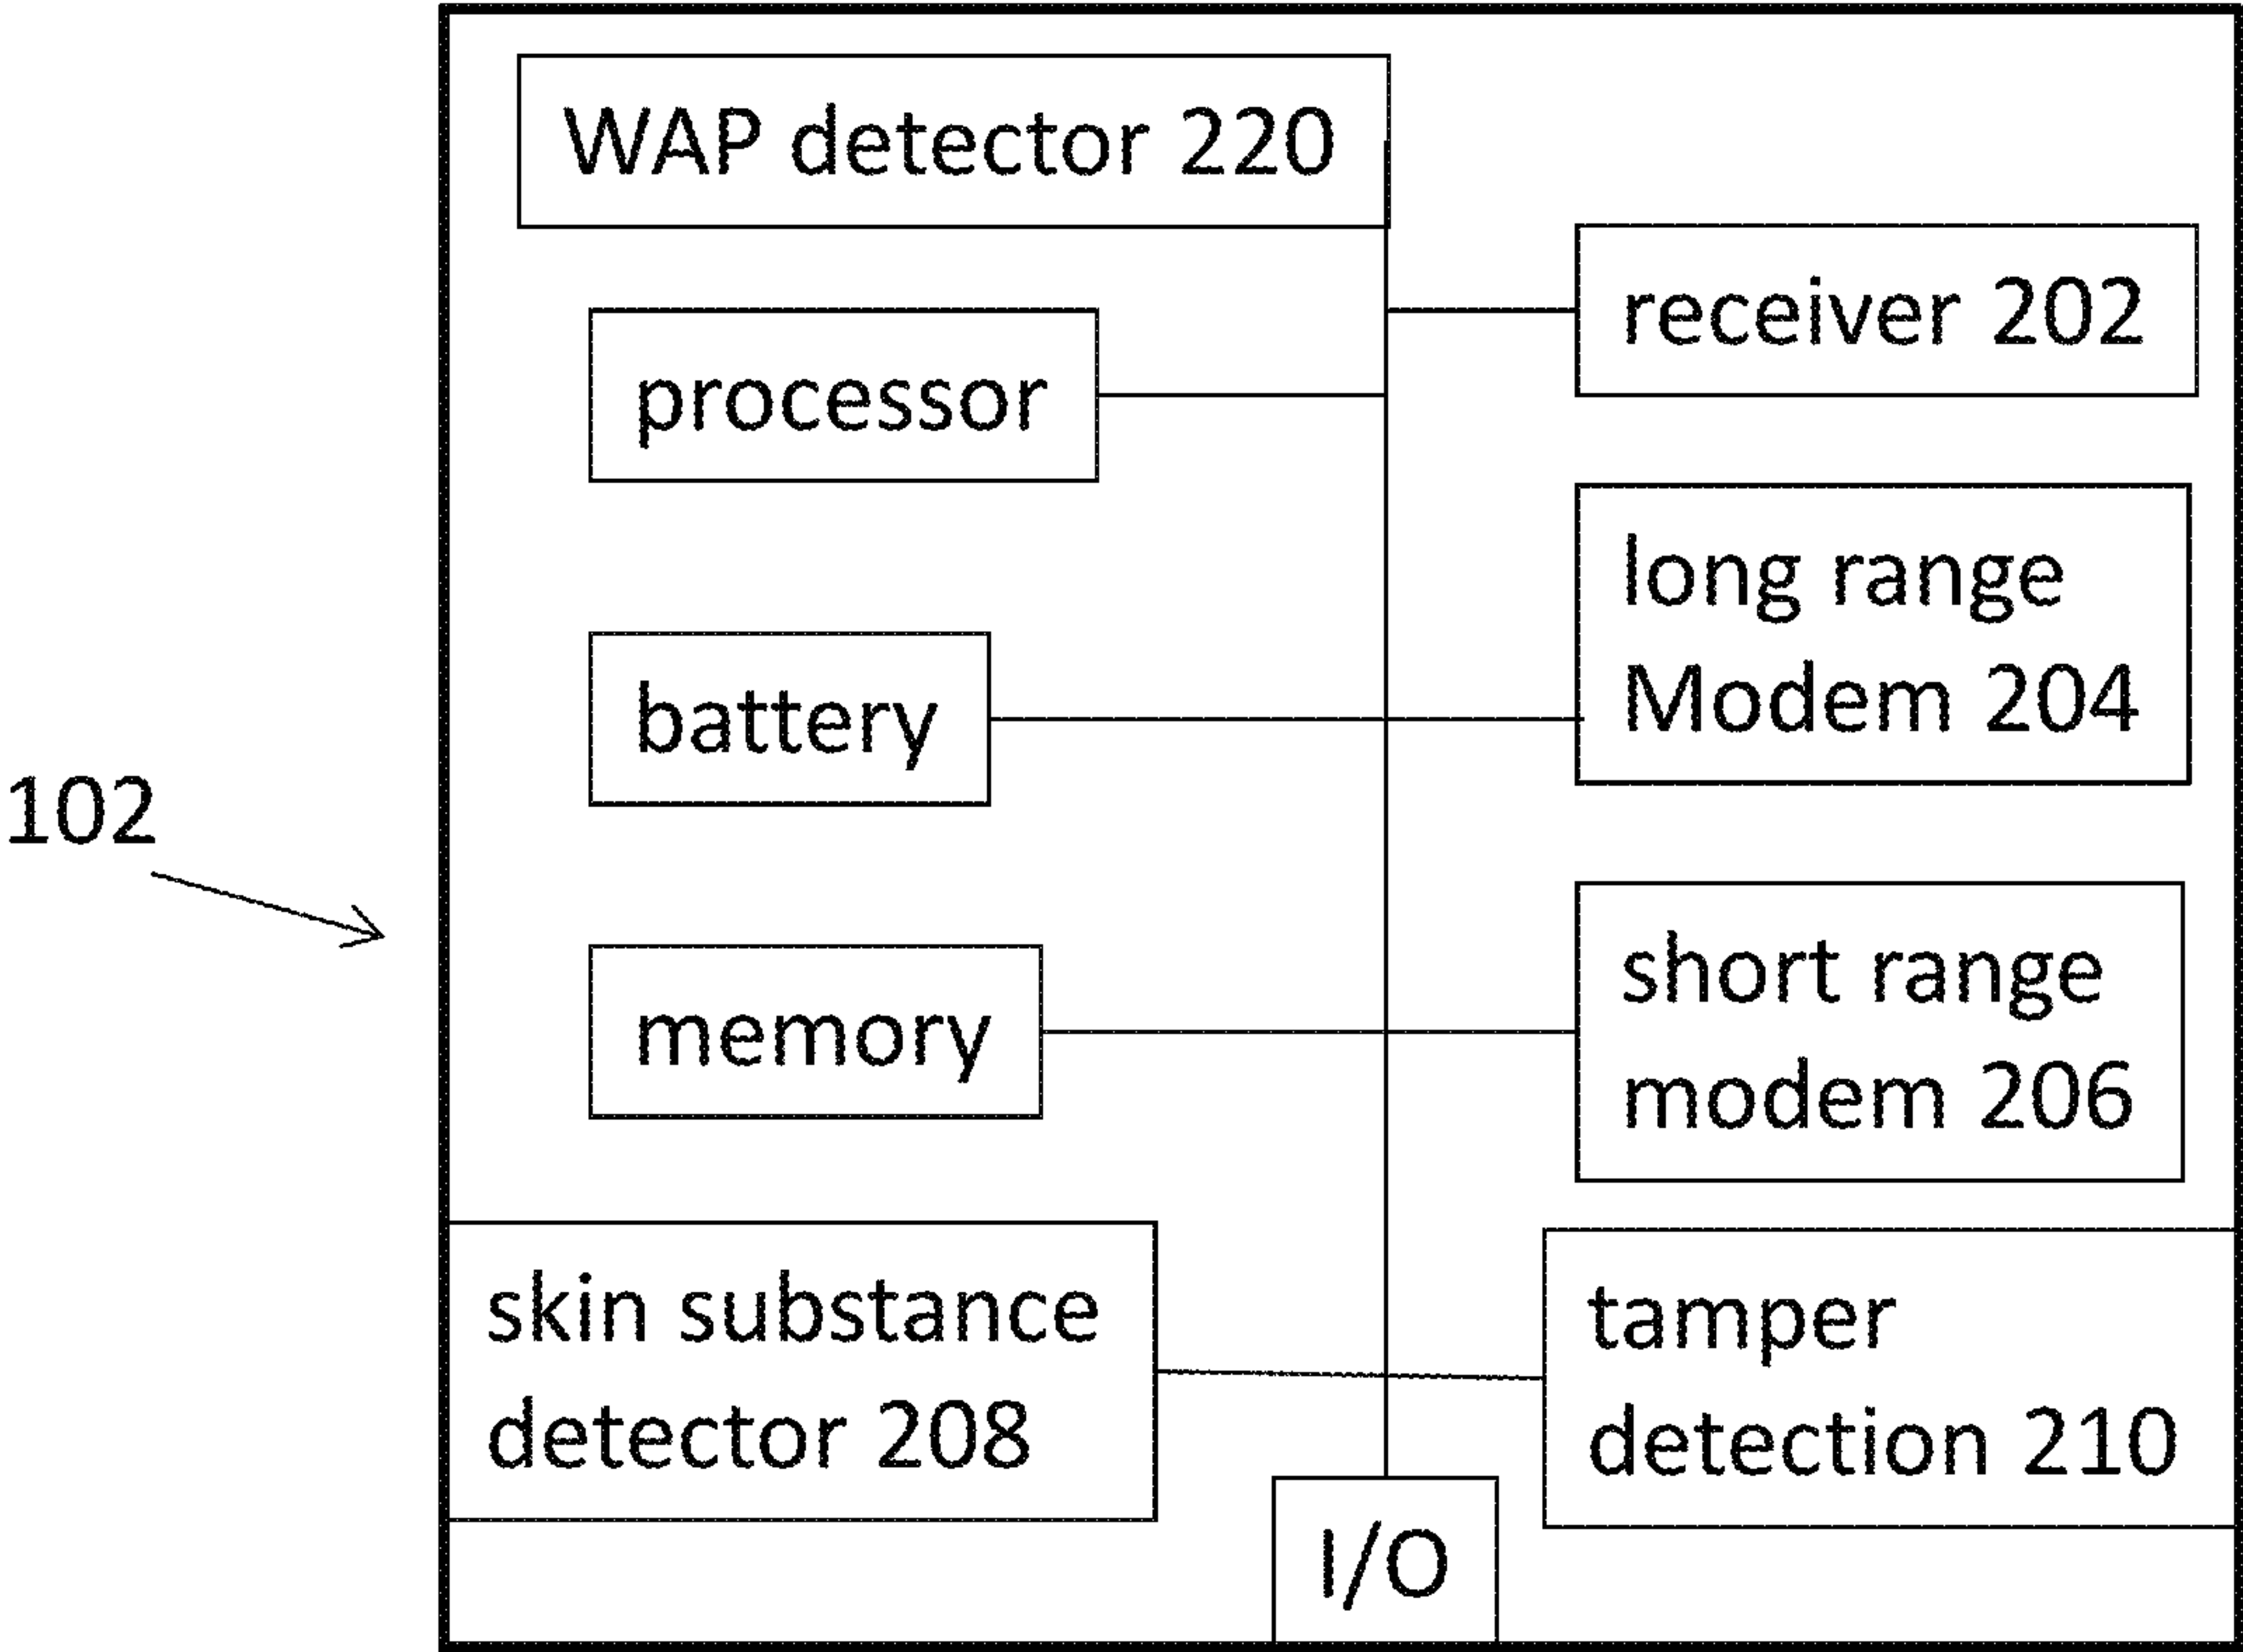 WAP detector 220
receiver 202
processor
long range
Modem 204
battery
102
short range
modem 206
memory
skin substance
detector 208
tamper
detection 210
I/O